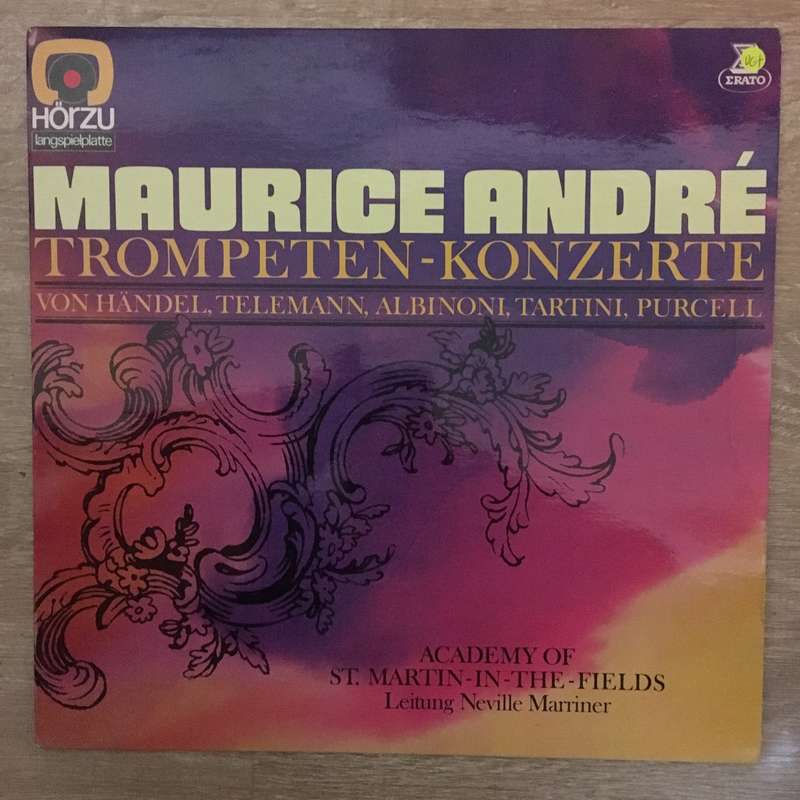 HÖRZU
langspielplatte
VG+
ERATO
MAURICE ANDRÉ
TROMPETEN-KONZERTE
VON HÄNDEL, TELEMANN, ALBINONI, TARTINI, PURCELL
ACADEMY OF
ST. MARTIN-IN-THE-FIELDS
Leitung Neville Marriner